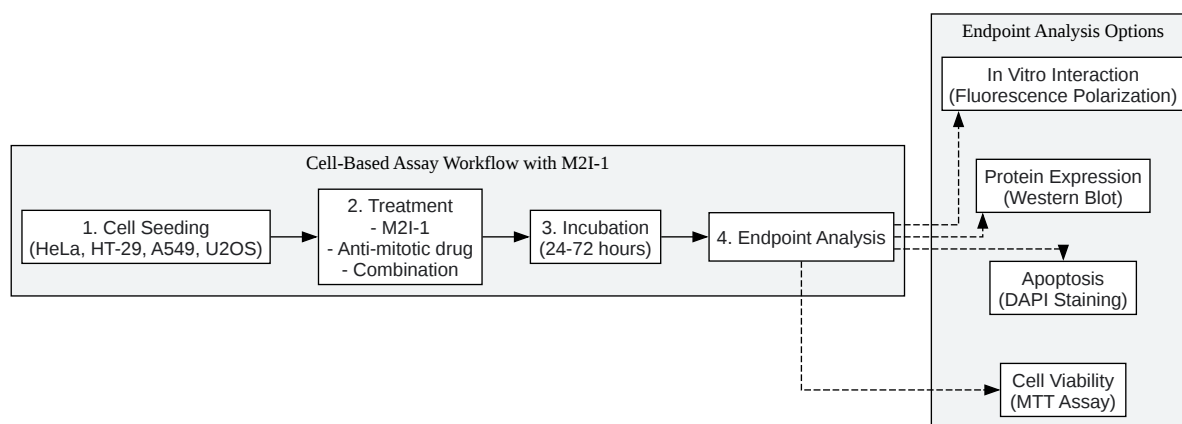 Cell-Based Assay Workflow with M2I-1
1. Cell Seeding
(HeLa, HT-29, A549, U2OS)
2. Treatment
- M2I-1
- Anti-mitotic drug
- Combination
3. Incubation
(24-72 hours)
4. Endpoint Analysis
Endpoint Analysis Options
In Vitro Interaction
(Fluorescence Polarization)
Protein Expression
(Western Blot)
Apoptosis
(DAPI Staining)
Cell Viability
(MTT Assay)